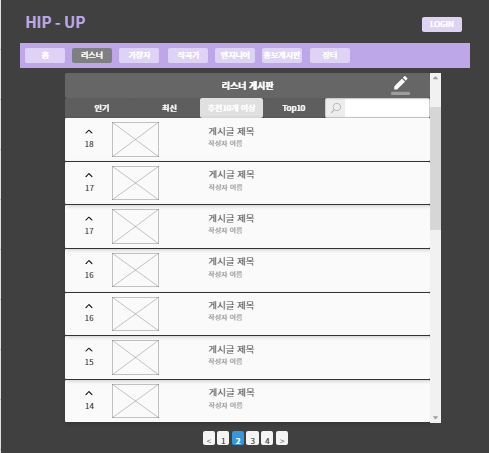 HIP - UP
LOGIN
홈 리스너 가창자 작곡가 엔지니어 홍보게시판 장터
리스너 게시판
인기 최신 추천10개 이상 Top10
게시글 제목
18
작성자 이름
게시글 제목
17
작성자 이름
게시글 제목
17
작성자 이름
게시글 제목
16
작성자 이름
게시글 제목
16
작성자 이름
게시글 제목
15
작성자 이름
게시글 제목
14
작성자 이름
< 1 2 3 4 >